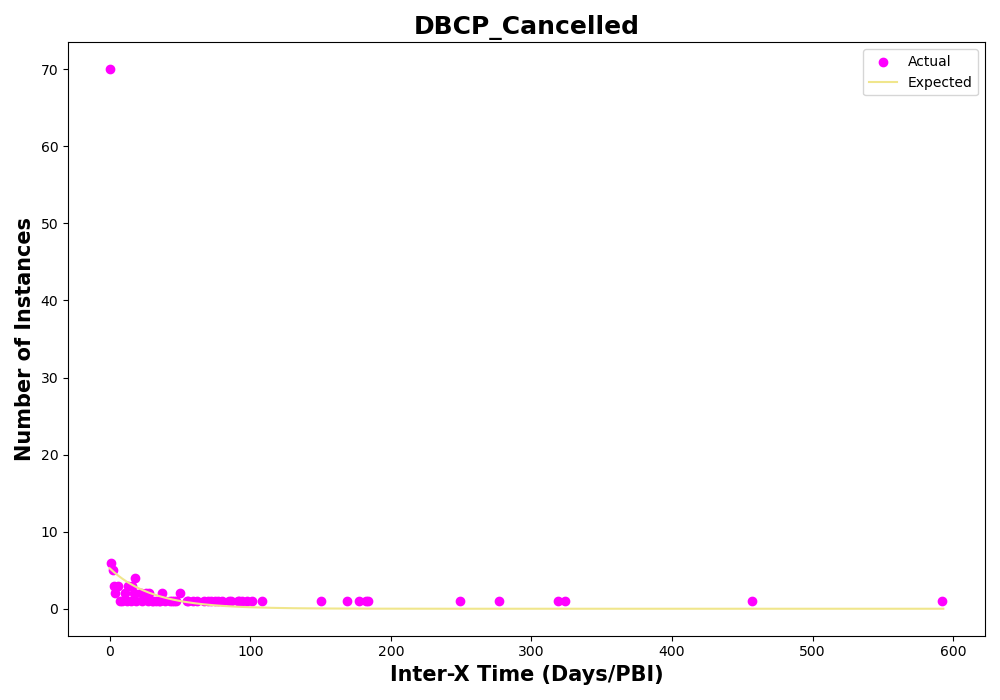 DBCP_Cancelled
Actual
Expected
70
60
50
40
30
20
10
0
Number of Instances
0 100 200 300 400 500 600
Inter-X Time (Days/PBI)